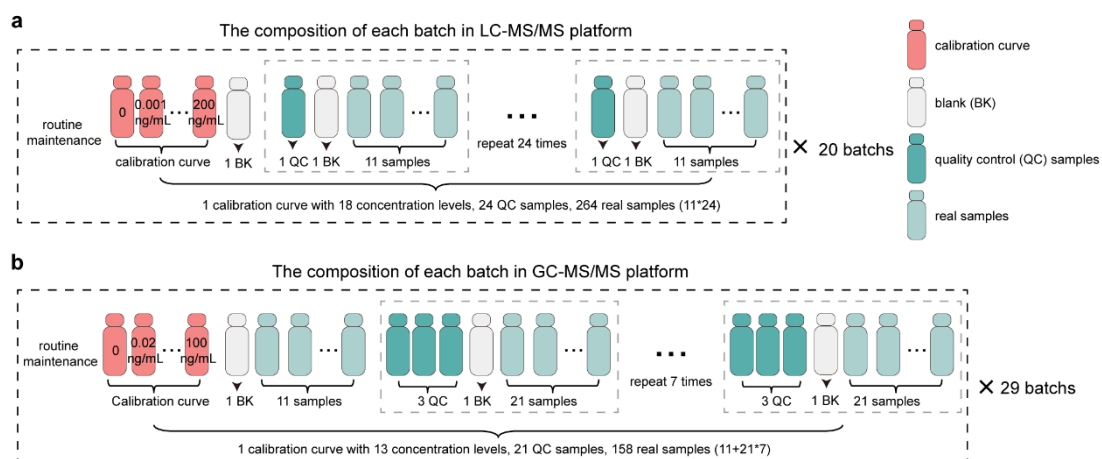 a
The composition of each batch in LC-MS/MS platform
routine
maintenance
0
0.001
ng/mL
...
200
ng/mL
calibration curve
1 BK
1 QC 1 BK
11 samples
...
...
repeat 24 times
1 QC 1 BK
11 samples
...
× 20 batchs
1 calibration curve with 18 concentration levels, 24 QC samples, 264 real samples (11*24)
calibration curve
blank (BK)
quality control (QC) samples
real samples
b
The composition of each batch in GC-MS/MS platform
routine
maintenance
0
0.02
ng/mL
...
100
ng/mL
Calibration curve
1 BK
11 samples
...
3 QC
1 BK
21 samples
...
...
repeat 7 times
3 QC
1 BK
21 samples
...
× 29 batchs
1 calibration curve with 13 concentration levels, 21 QC samples, 158 real samples (11+21*7)